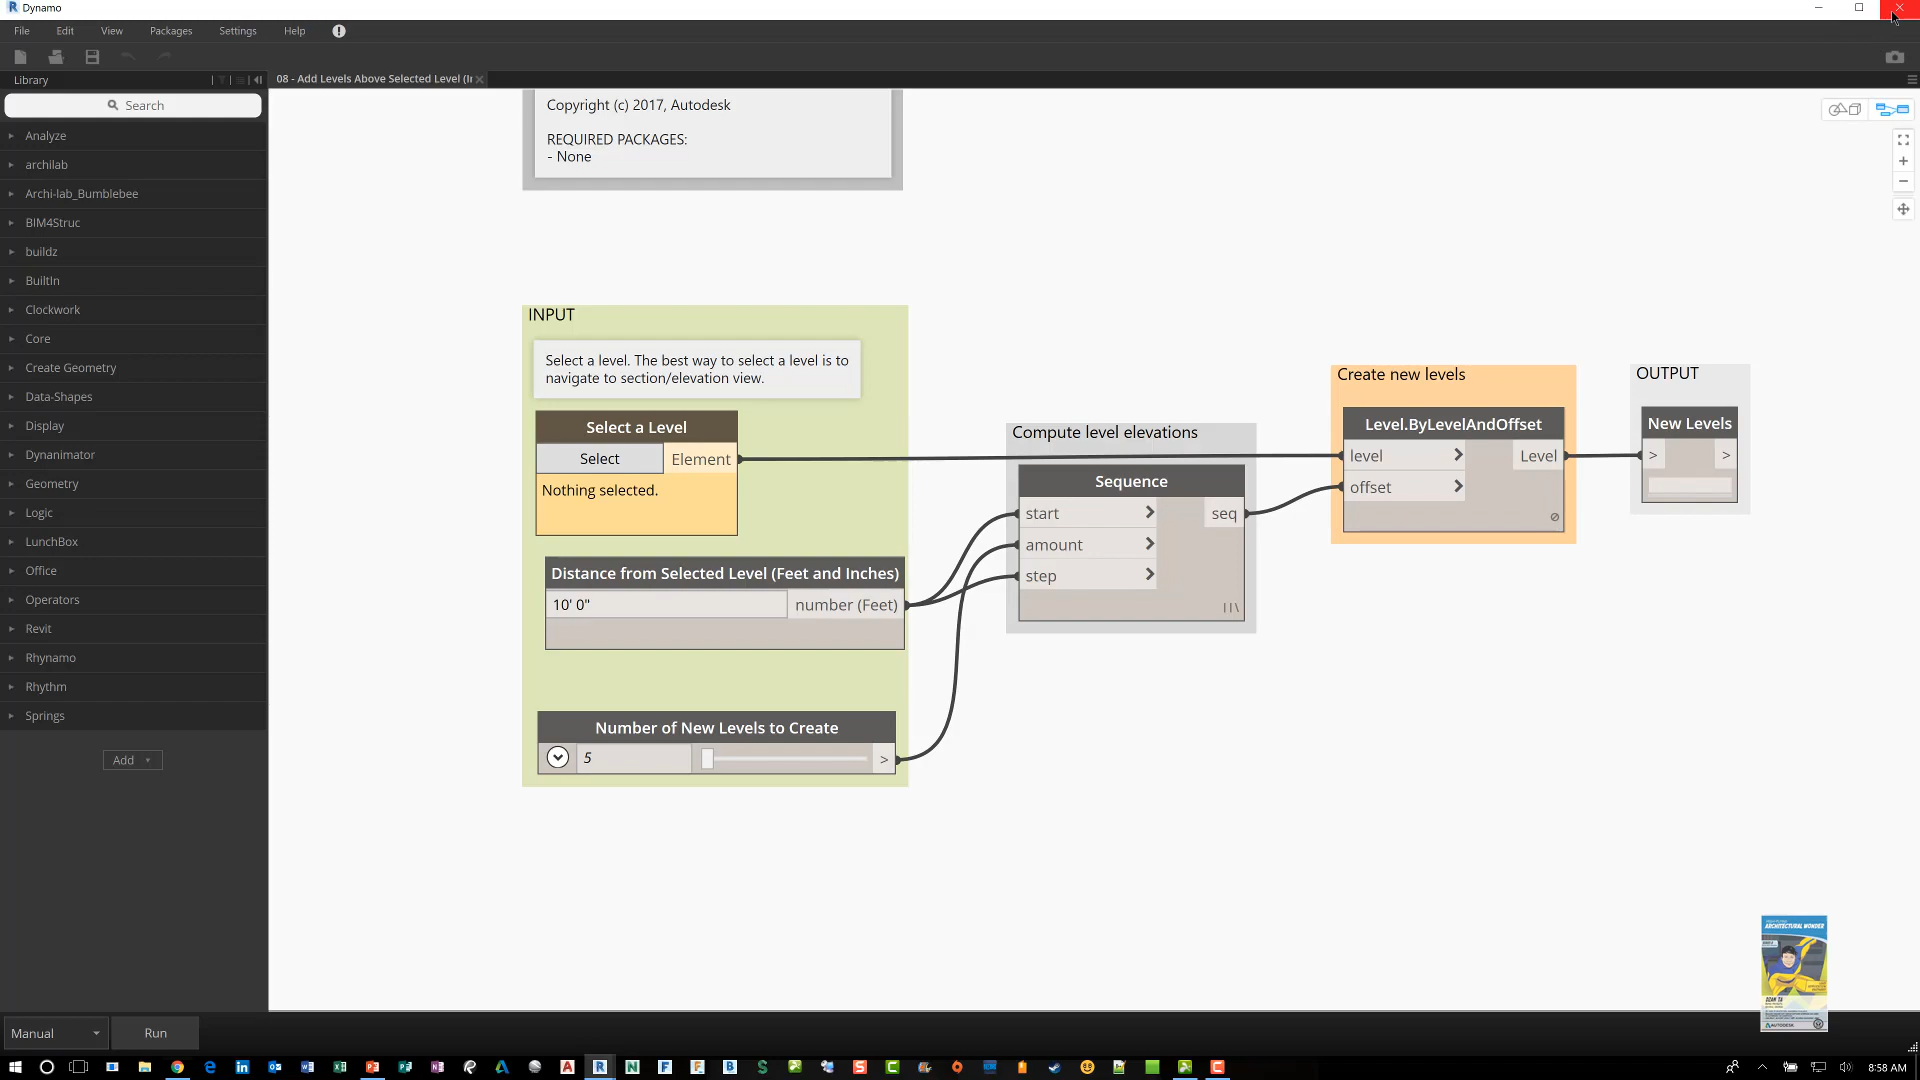 Dynamo
File Edit View Packages Settings Help
Library
08 - Add Levels Above Selected Level (I
Search
Analyze
archilab
Archi-lab_Bumblebee
BIM4Struc
buildz
BuiltIn
Clockwork
Core
Create Geometry
Data-Shapes
Display
Dynanimator
Geometry
Logic
LunchBox
Office
Operators
Revit
Rhynamo
Rhythm
Springs
Add
Copyright (c) 2017, Autodesk
REQUIRED PACKAGES:
- None
INPUT
Select a level. The best way to select a level is to
navigate to section/elevation view.
Select a Level
Select Element
Nothing selected.
Distance from Selected Level (Feet and Inches)
10' 0" number (Feet)
Number of New Levels to Create
5 >
Compute level elevations
Sequence
start seq
amount
step
Create new levels
Level.ByLevelAndOffset
level Level
offset
OUTPUT
New Levels
> >
ARCHITECTURAL WONDER
AUTODESK
Manual Run
8:58 AM